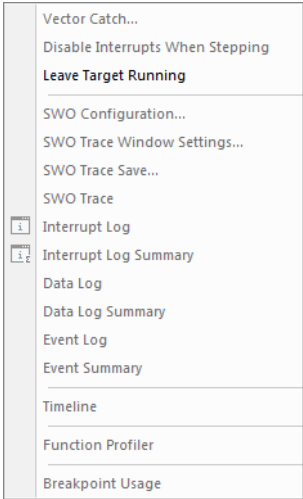 Vector Catch...
Disable Interrupts When Stepping
Leave Target Running
SWO Configuration...
SWO Trace Window Settings...
SWO Trace Save...
SWO Trace
Interrupt Log
Interrupt Log Summary
Data Log
Data Log Summary
Event Log
Event Summary
Timeline
Function Profiler
Breakpoint Usage